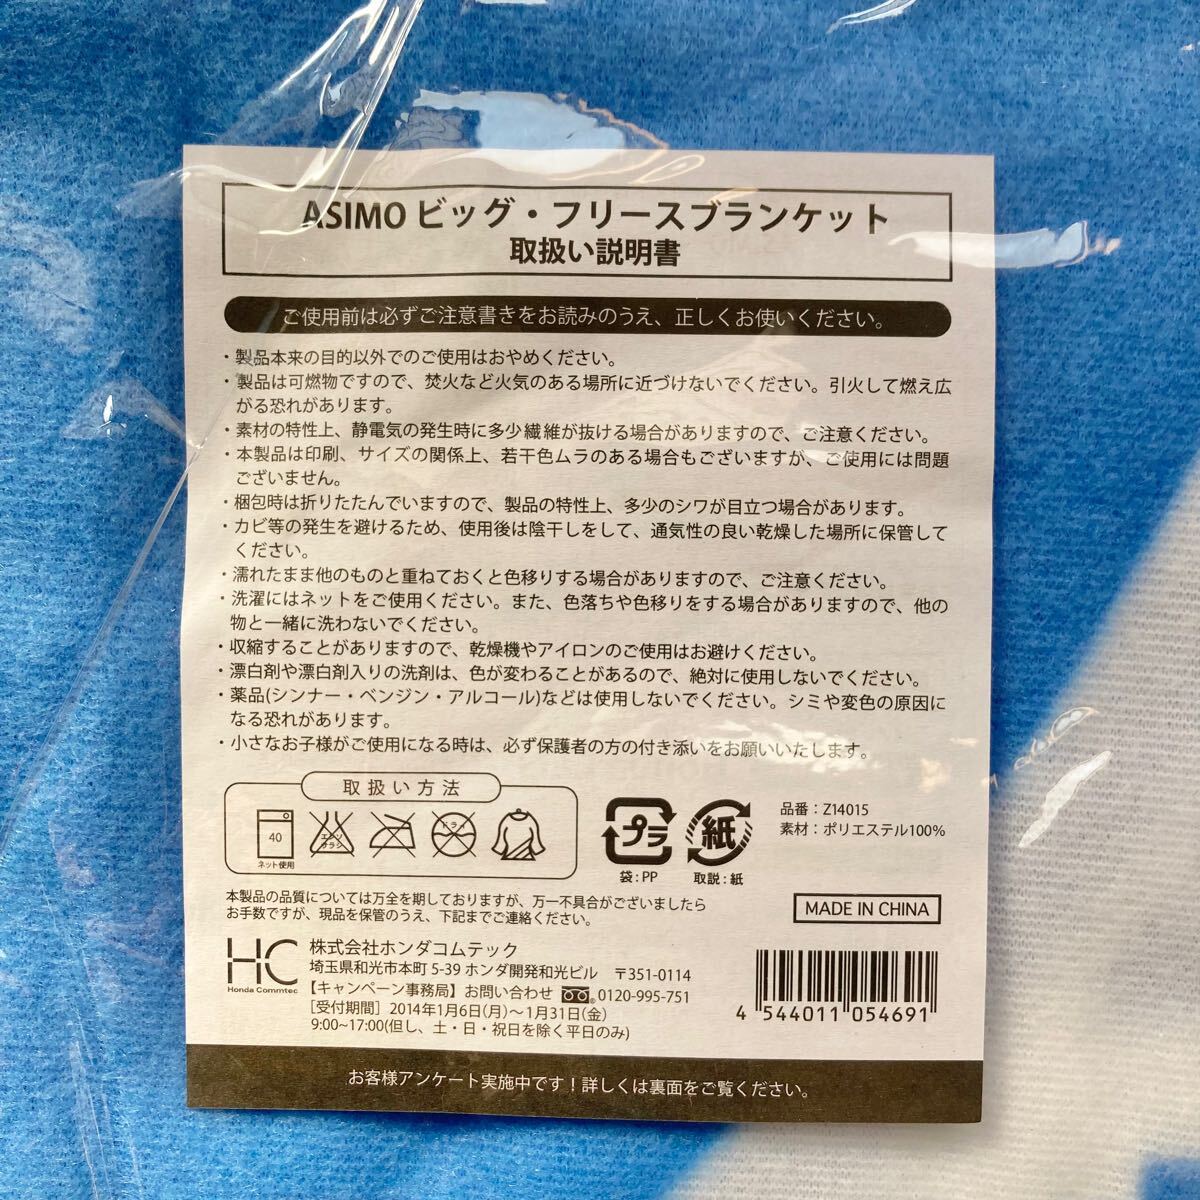 ASIMO ビッグ・フリースブランケット
取扱い説明書
ご使用前は必ずご注意書きをお読みのうえ、正しくお使いください。
・製品本来の目的以外でのご使用はおやめください。
・製品は可燃物ですので、焚火など火気のある場所に近づけないでください。引火して燃え広
がる恐れがあります。
・素材の特性上、静電気の発生時に多少繊維が抜ける場合がありますので、ご注意ください。
・本製品は印刷、サイズの関係上、若干色ムラのある場合もございますが、ご使用には問題
ございません。
・梱包時は折りたたんでいますので、製品の特性上、多少のシワが目立つ場合があります。
・カビ等の発生を避けるため、使用後は陰干しをして、通気性の良い乾燥した場所に保管して
ください。
・濡れたまま他のものと重ねておくと色移りする場合がありますので、ご注意ください。
・洗濯にはネットをご使用ください。また、色落ちや色移りをする場合がありますので、他の
物と一緒に洗わないでください。
・収縮することがありますので、乾燥機やアイロンのご使用はお避けください。
・漂白剤や漂白剤入りの洗剤は、色が変わることがあるので、絶対に使用しないでください。
・薬品(シンナー・ベンジン・アルコール)などは使用しないでください。シミや変色の原因に
なる恐れがあります。
・小さなお子様がご使用になる時は、必ず保護者の方の付き添いをお願いいたします。
取扱い方法
40
ネット使用
エンソ
サラシ
ドライ
プラ
袋：PP
紙
取説：紙
品番：Z14015
素材：ポリエステル100%
本製品の品質については万全を期しておりますが、万一不具合がございましたら
お手数ですが、現品を保管のうえ、下記までご連絡ください。
MADE IN CHINA
HC
Honda Commtec
株式会社ホンダコムテック
埼玉県和光市本町 5-39 ホンダ開発和光ビル　〒351-0114
【キャンペーン事務局】お問い合わせ 0120-995-751
[受付期間] 2014年1月6日(月)〜1月31日(金)
9:00~17:00(但し、土・日・祝日を除く平日のみ)
4 544011 054691
お客様アンケート実施中です！詳しくは裏面をご覧ください。